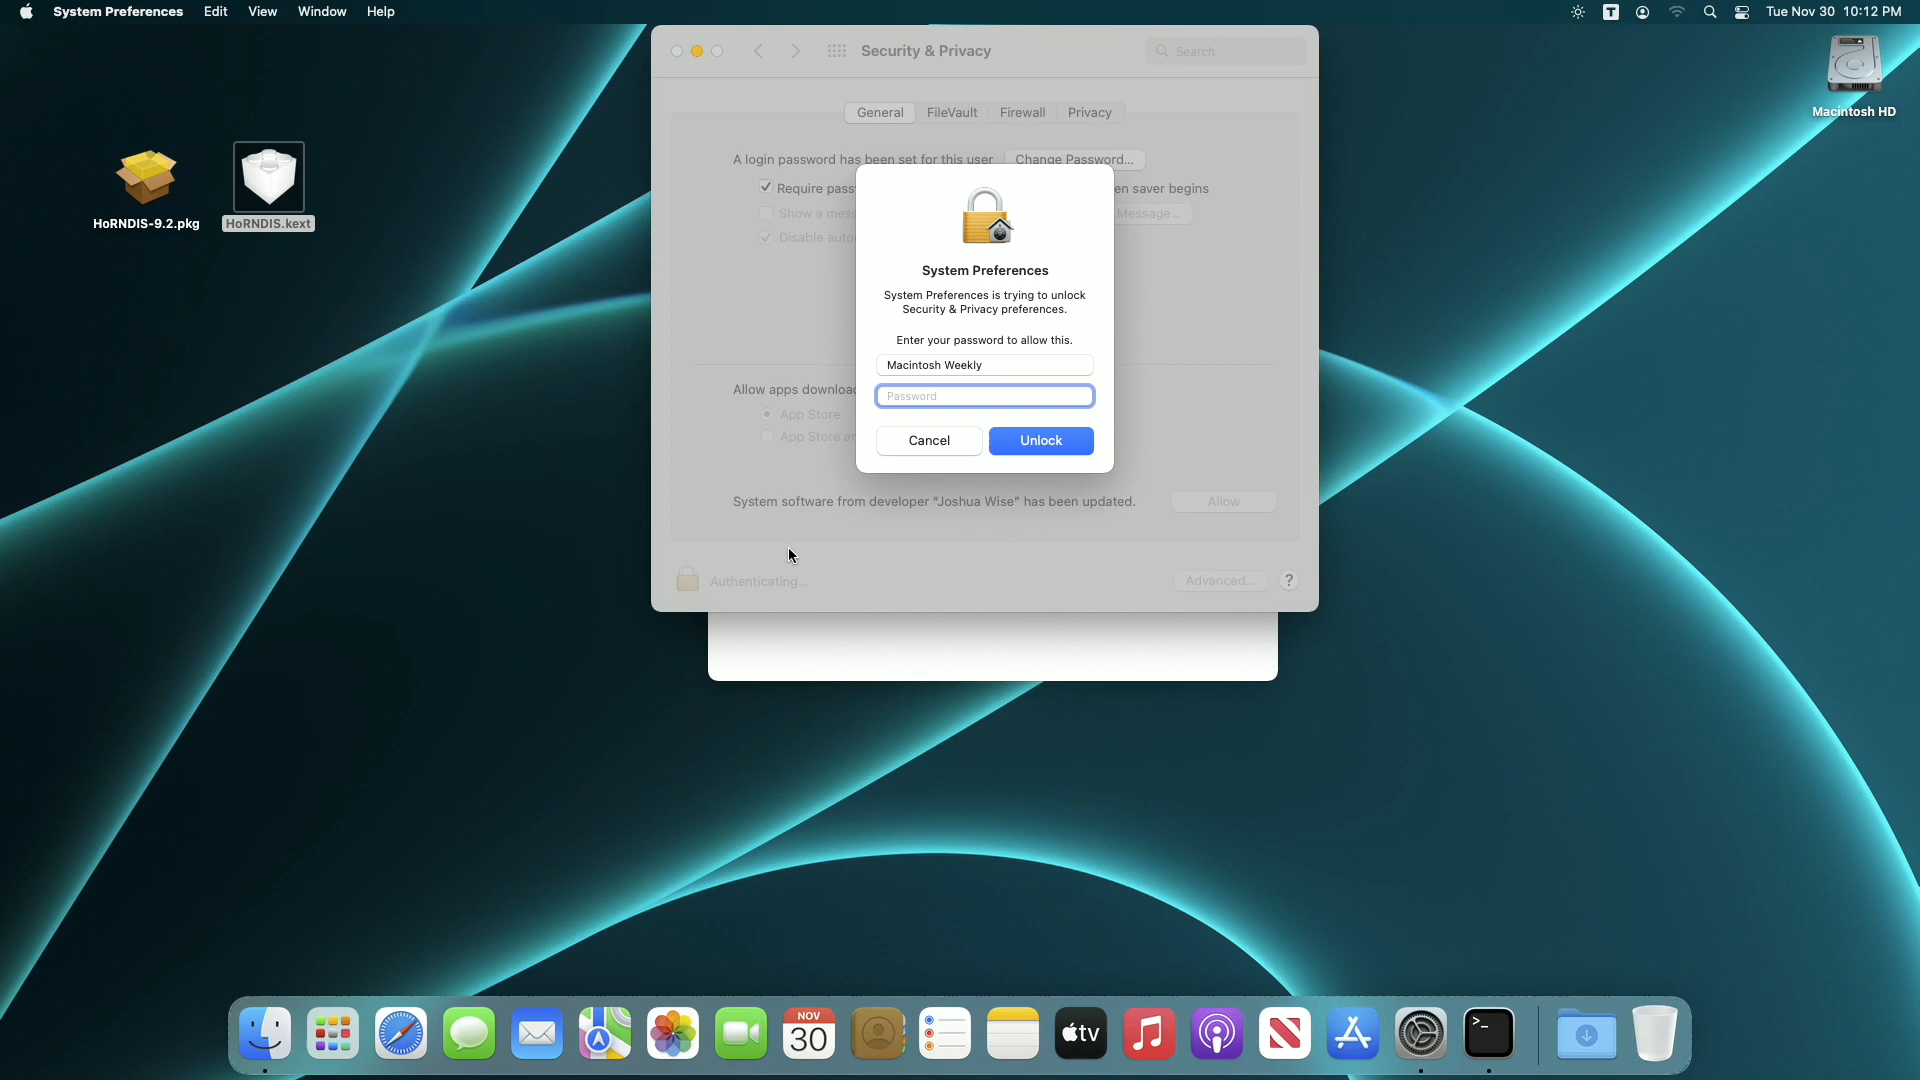 System Preferences Edit View Window Help
T
Tue Nov 30 10:12 PM
Security & Privacy
Search
Macintosh HD
General FileVault Firewall Privacy
A login password has been set for this user Change Password...
Require passw
en saver begins
Show a mess
Message...
Disable auto
HoRNDIS-9.2.pkg
HoRNDIS.kext
System Preferences
System Preferences is trying to unlock
Security & Privacy preferences.
Enter your password to allow this.
Macintosh Weekly
Password
Cancel Unlock
Allow apps downloa
App Store
App Store an
System software from developer “Joshua Wise” has been updated. Allow
Authenticating...
Advanced... ?
NOV
30
tv
N
>_